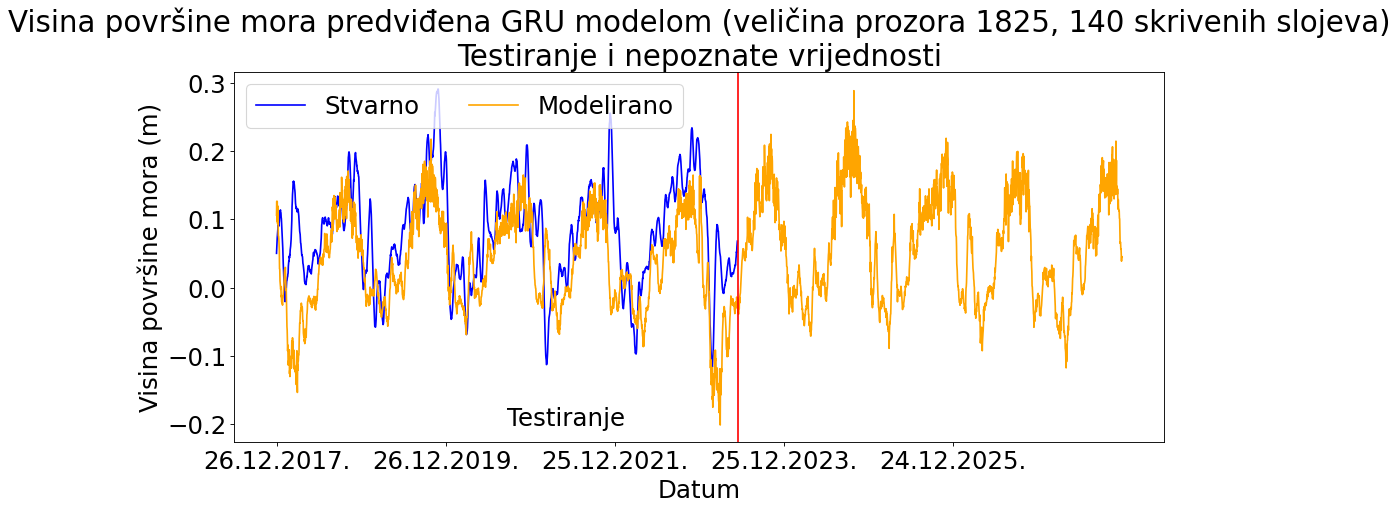 Visina površine mora predviđena GRU modelom (veličina prozora 1825, 140 skrivenih slojeva)
Testiranje i nepoznate vrijednosti
Stvarno
Modelirano
Visina površine mora (m)
0.3
0.2
0.1
0.0
−0.1
−0.2
Testiranje
26.12.2017.
26.12.2019.
25.12.2021.
25.12.2023.
24.12.2025.
Datum